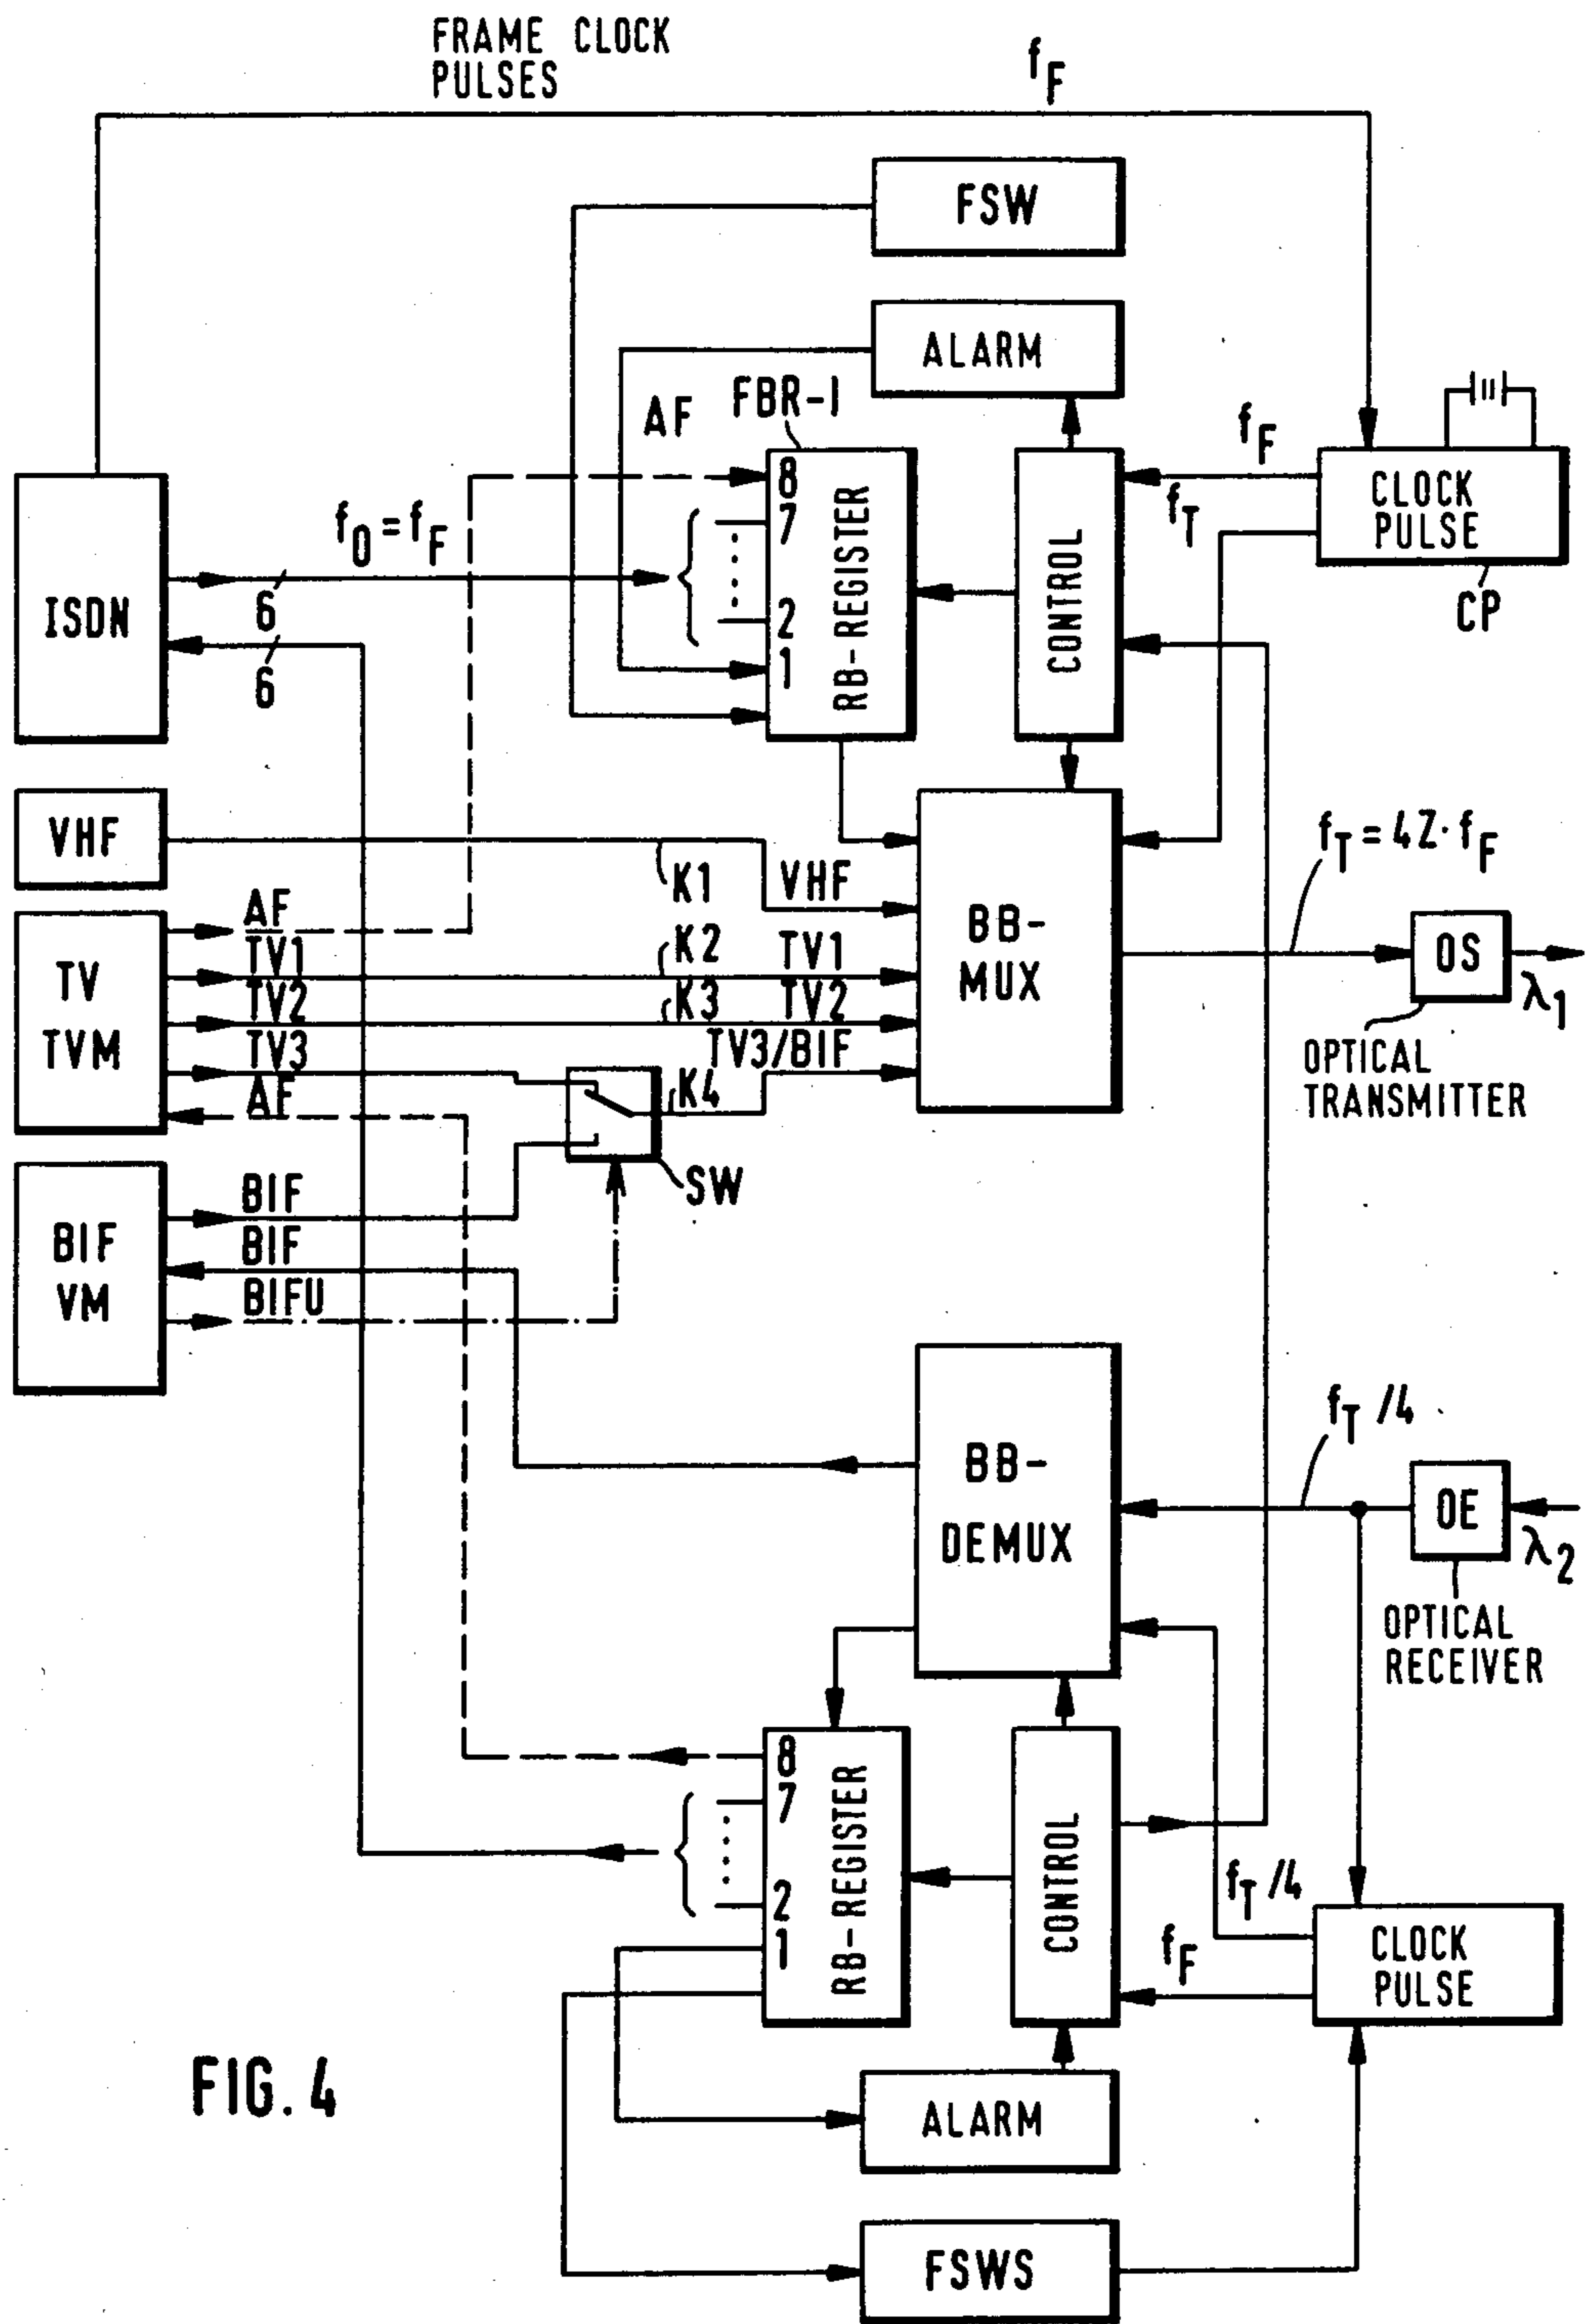 FRAME CLOCK
PULSES
fF
FSW
ALARM
FBR-1
AF
8
7
2
1
RB-REGISTER
CONTROL
fF
fT
CLOCK
PULSE
CP
ISDN
f0 = fF
6
6
VHF
K1
VHF
TV
TVM
AF
TV1
K2
TV1
TV2
K3
TV2
TV3
TV3/BIF
AF
K4
SW
BB-
MUX
fT = 4Z· fF
OS
λ1
OPTICAL
TRANSMITTER
BIF
VM
BIF
BIF
BIFU
BB-
DEMUX
fT /4
OE
λ2
OPTICAL
RECEIVER
8
7
2
1
RB-REGISTER
CONTROL
fT /4
fF
CLOCK
PULSE
ALARM
FSWS
FIG. 4